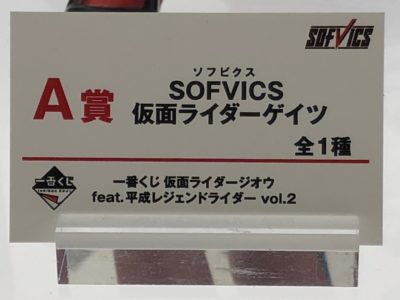 SOFVICS
ソフビクス
A賞 SOFVICS
仮面ライダーゲイツ
全1種
一番くじ
一番くじ 仮面ライダージオウ
feat.平成レジェンドライダー vol.2